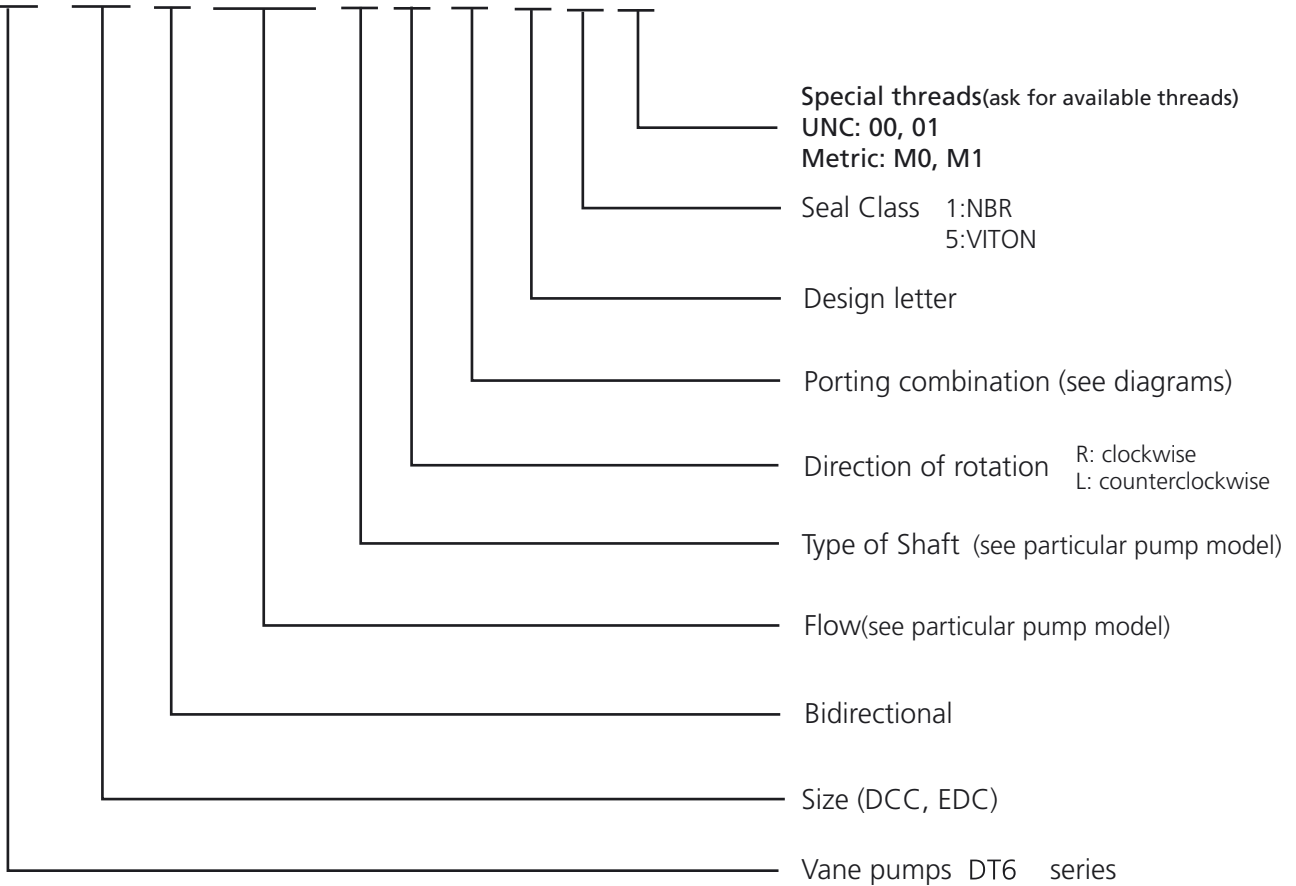 Special threads(ask for available threads)
UNC: 00, 01
Metric: M0, M1
Seal Class 1:NBR
5:VITON
Design letter
Porting combination (see diagrams)
Direction of rotation R: clockwise
L: counterclockwise
Type of Shaft (see particular pump model)
Flow(see particular pump model)
Bidirectional
Size (DCC, EDC)
Vane pumps DT6 series